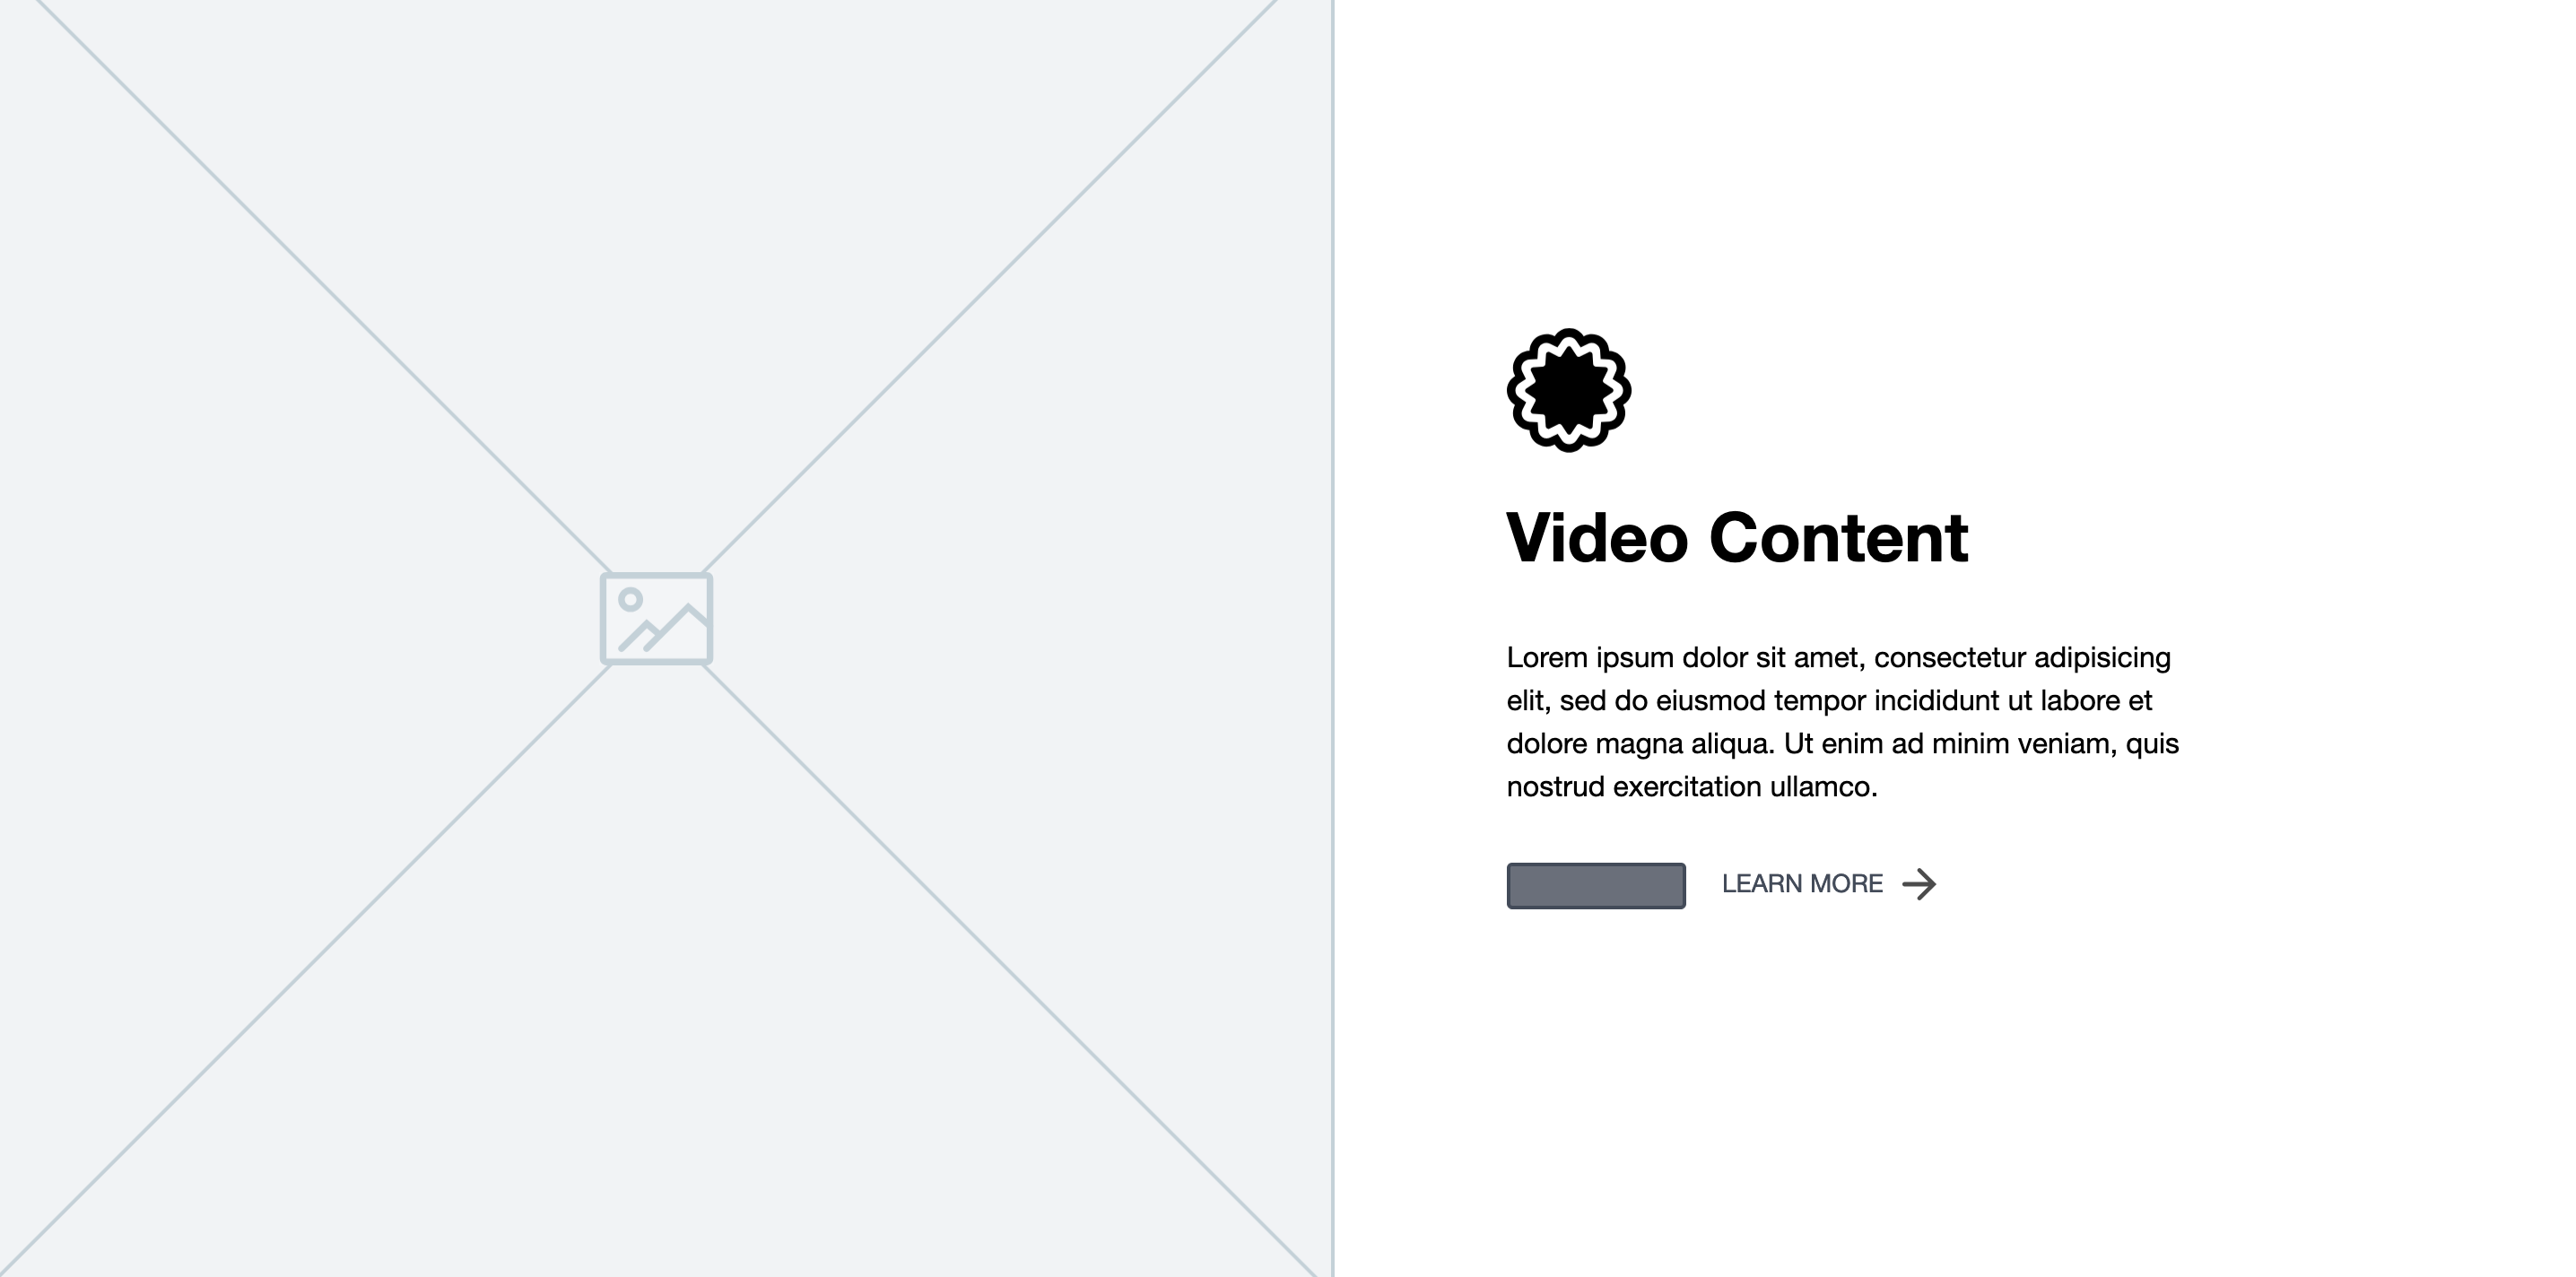 Video Content
Lorem ipsum dolor sit amet, consectetur adipisicing
elit, sed do eiusmod tempor incididunt ut labore et
dolore magna aliqua. Ut enim ad minim veniam, quis
nostrud exercitation ullamco.
LEARN MORE